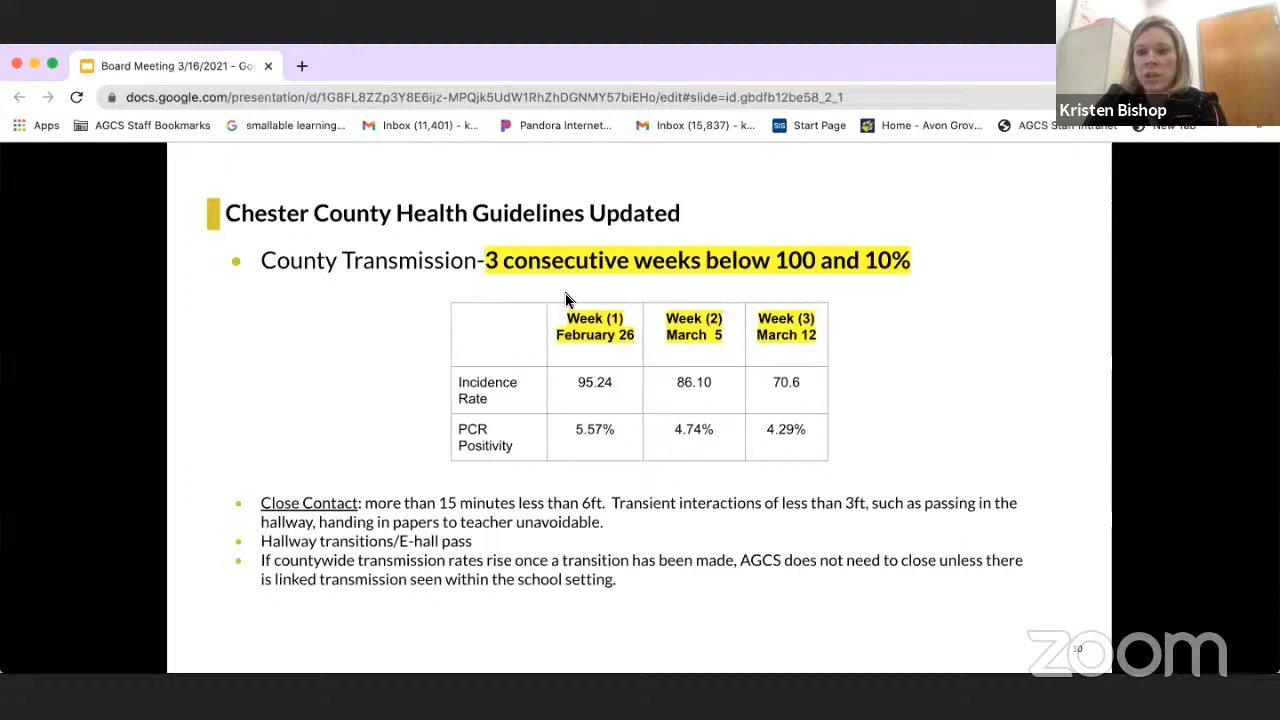 Board Meeting 3/16/2021 - Go
Kristen Bishop
docs.google.com/presentation/d/1G8FL8ZZp3Y8E6ijz-MPQjk5UdW1RhZhDGNMY57biEHo/edit#slide=id.gbdfb12be58_2_1
Apps AGCS Staff Bookmarks smallable learning... Inbox (11,401) – k... Pandora Internet... Inbox (15,837) – k... SIS Start Page Home - Avon Grov... AGCS Staff Intranet New Tab
Chester County Health Guidelines Updated
• County Transmission-3 consecutive weeks below 100 and 10%
Week (1) Week (2) Week (3)
February 26 March 5 March 12
Incidence Rate 95.24 86.10 70.6
PCR Positivity 5.57% 4.74% 4.29%
• Close Contact: more than 15 minutes less than 6ft. Transient interactions of less than 3ft, such as passing in the
hallway, handing in papers to teacher unavoidable.
• Hallway transitions/E-hall pass
• If countywide transmission rates rise once a transition has been made, AGCS does not need to close unless there
is linked transmission seen within the school setting.
10
zoom